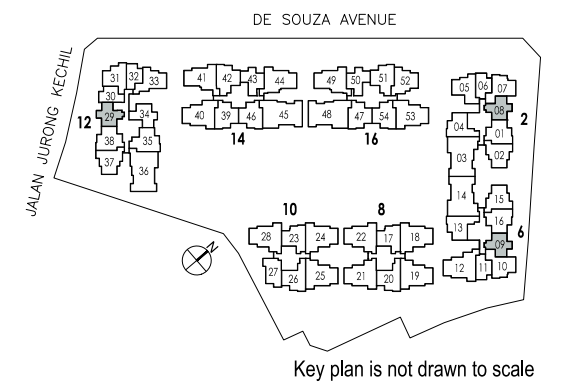 DE SOUZA AVENUE
JALAN JURONG KECHIL
31 32 33
30
29
12
34
38 35
37 36
41 42 43 44
40 39 46 45
14
49 50 51 52
48 47 54 53
16
05 06 07
08
2
04 01
03 02
14 15
13 16
09
6
12 11 10
10
28 23 24
27 26 25
8
22 17 18
21 20 19
N
Key plan is not drawn to scale